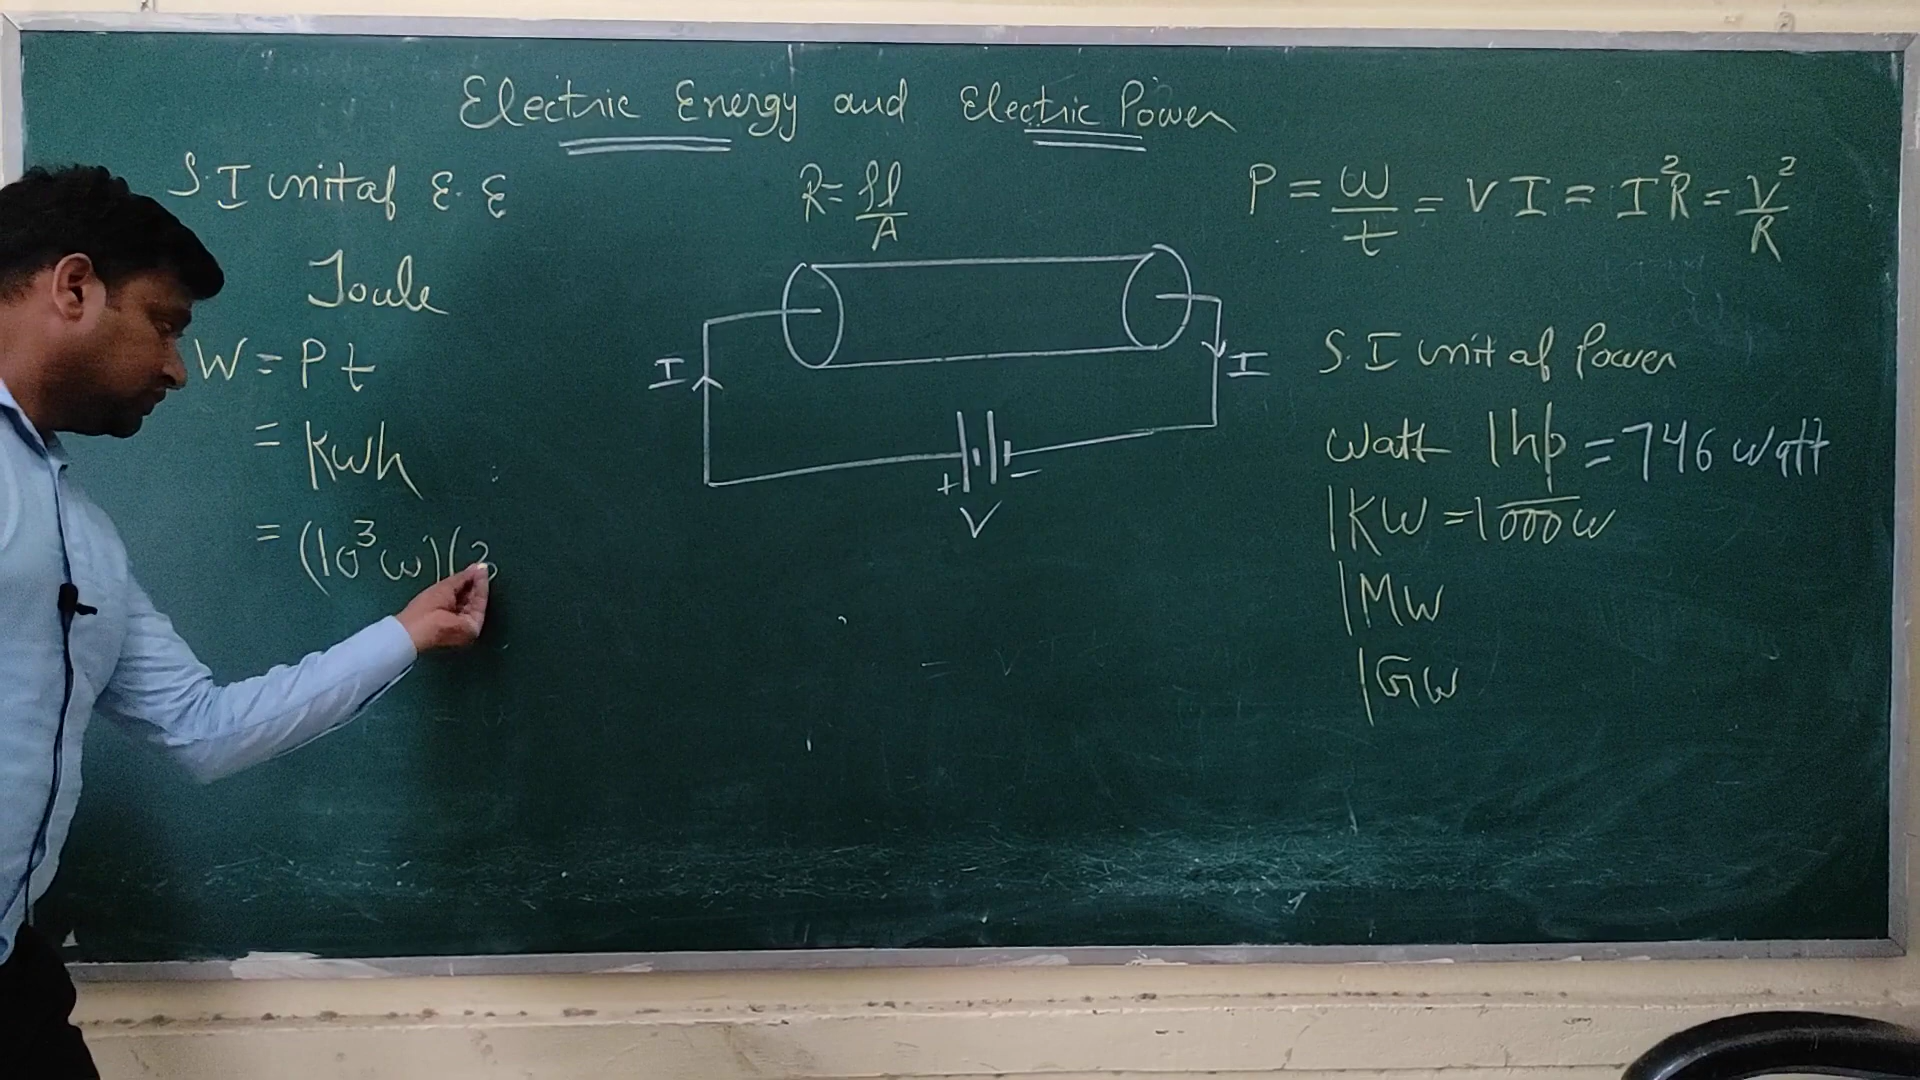 Electric Energy and Electric Power
S.I unit of E.E
Joule
W = P t
= kwh
= (10³ w)(3
R = ρl/A
I
I
+ -
V
P = w/t = VI = I²R = V²/R
S.I unit of Power
watt 1hp = 746 watt
1KW = 1000w
1MW
1GW